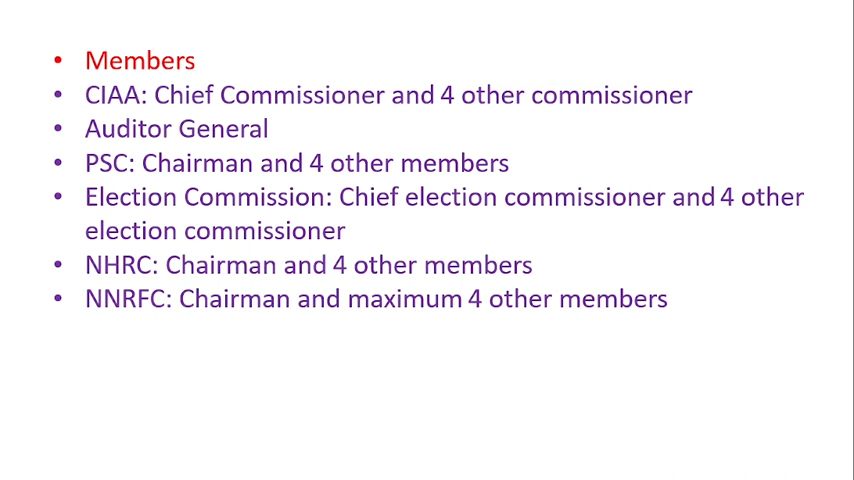 • Members
• CIAA: Chief Commissioner and 4 other commissioner
• Auditor General
• PSC: Chairman and 4 other members
• Election Commission: Chief election commissioner and 4 other
election commissioner
• NHRC: Chairman and 4 other members
• NNRFC: Chairman and maximum 4 other members